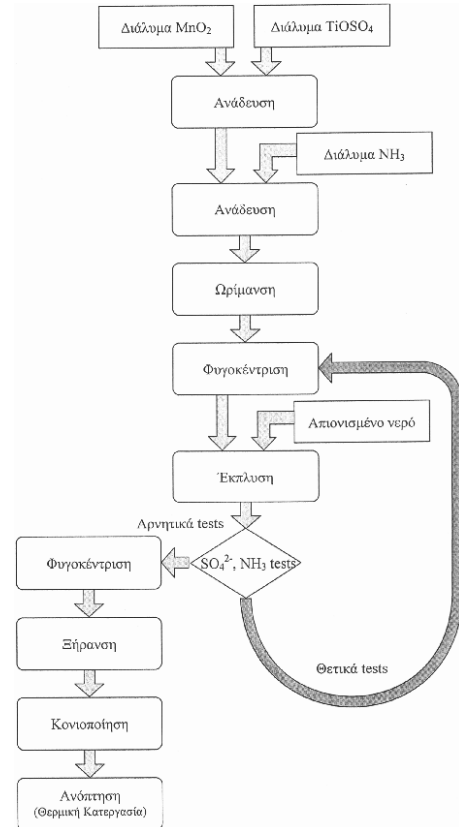 Διάλυμα MnO₂
Διάλυμα TiOSO₄
Ανάδευση
Διάλυμα NH₃
Ανάδευση
Ωρίμανση
Φυγοκέντριση
Απιονισμένο νερό
Έκπλυση
Αρνητικά tests
Φυγοκέντριση
SO₄²⁻, NH₃ tests
Ξήρανση
Θετικά tests
Κονιοποίηση
Ανόπτηση
(Θερμική Κατεργασία)